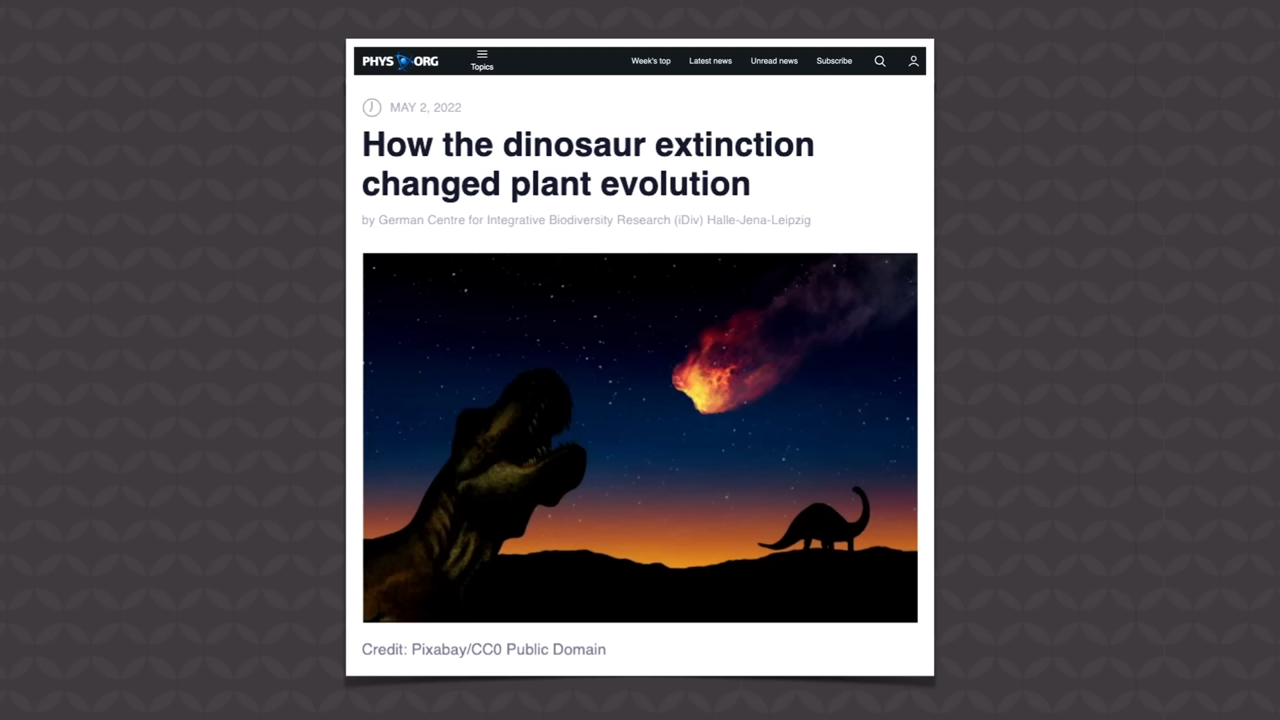 PHYS ORG
Topics
Week's top Latest news Unread news Subscribe
MAY 2, 2022
How the dinosaur extinction
changed plant evolution
by German Centre for Integrative Biodiversity Research (iDiv) Halle-Jena-Leipzig
Credit: Pixabay/CC0 Public Domain